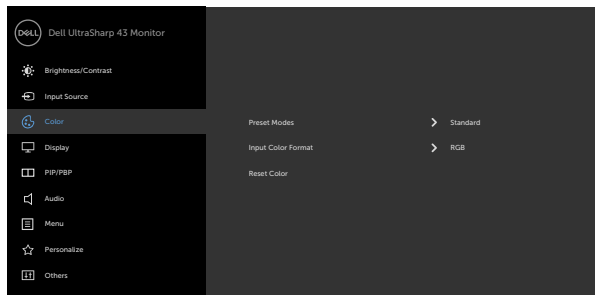 DELL
Dell UltraSharp 43 Monitor
Brightness/Contrast
Input Source
Color
Preset Modes Standard
Display
Input Color Format RGB
PIP/PBP
Reset Color
Audio
Menu
Personalize
Others